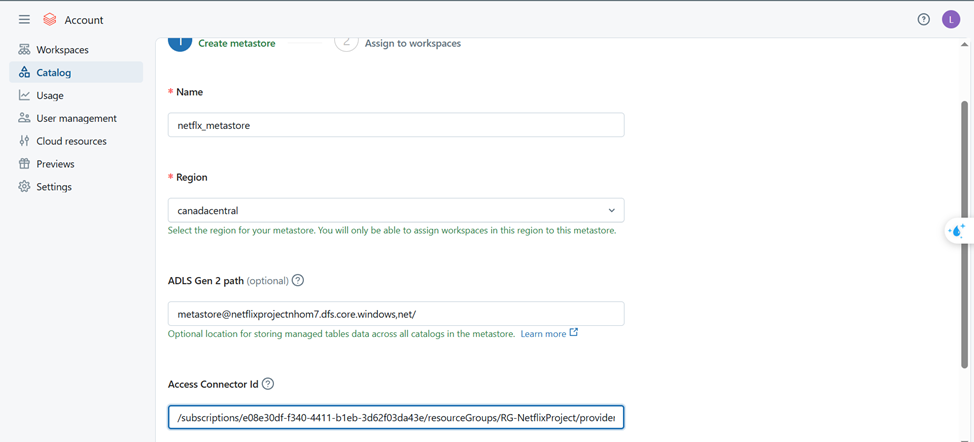 Account
? L
Workspaces
Catalog
Usage
User management
Cloud resources
Previews
Settings
1 Create metastore
2 Assign to workspaces
* Name
netflx_metastore
* Region
canadacentral
Select the region for your metastore. You will only be able to assign workspaces in this region to this metastore.
ADLS Gen 2 path (optional) ?
metastore@netflixprojectnhom7.dfs.core.windows,net/
Optional location for storing managed tables data across all catalogs in the metastore. Learn more
Access Connector Id ?
/subscriptions/e08e30df-f340-4411-b1eb-3d62f03da43e/resourceGroups/RG-NetflixProject/provider